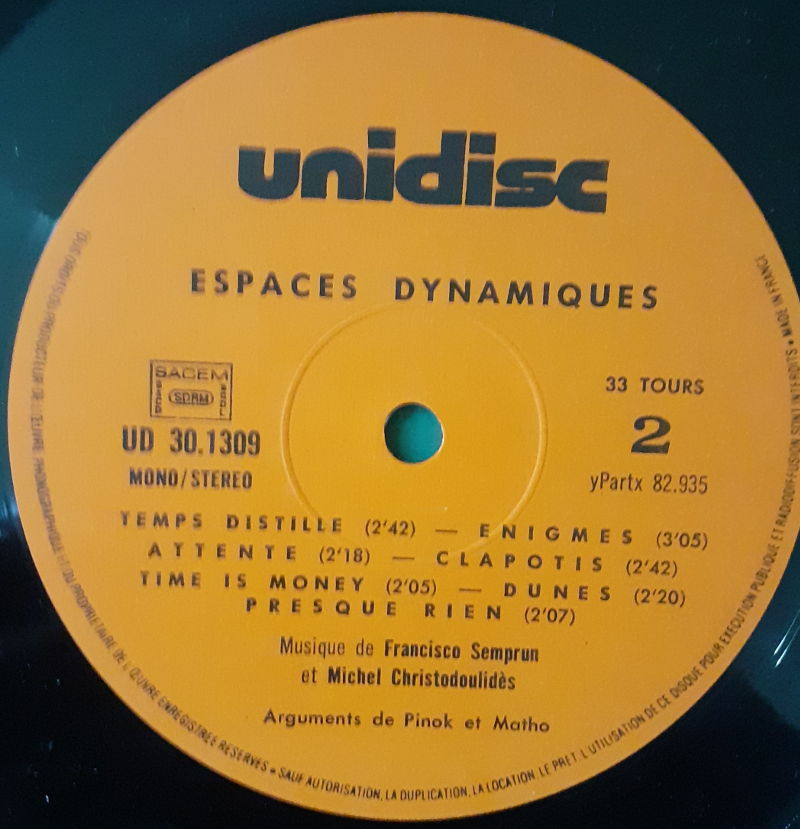 unidisc
ESPACES DYNAMIQUES
SACEM
SDRM
UD 30.1309
MONO/STEREO
33 TOURS
2
yPartx 82.935
TEMPS DISTILLE (2'42) — ENIGMES (3'05)
ATTENTE (2'18) — CLAPOTIS (2'42)
TIME IS MONEY (2'05) — DUNES (2'20)
PRESQUE RIEN (2'07)
Musique de Francisco Semprun
et Michel Christodoulidès
Arguments de Pinok et Matho
TOUS DROITS DU PRODUCTEUR DE L'ŒUVRE PHONOGRAPHIQUE ET DU PROPRIETAIRE DE L'ŒUVRE ENREGISTREE RESERVES • SAUF AUTORISATION, LA DUPLICATION, LA LOCATION, LE PRET, L'UTILISATION DE CE DISQUE POUR EXECUTION PUBLIQUE ET RADIODIFFUSION SONT INTERDITS • MADE IN FRANCE